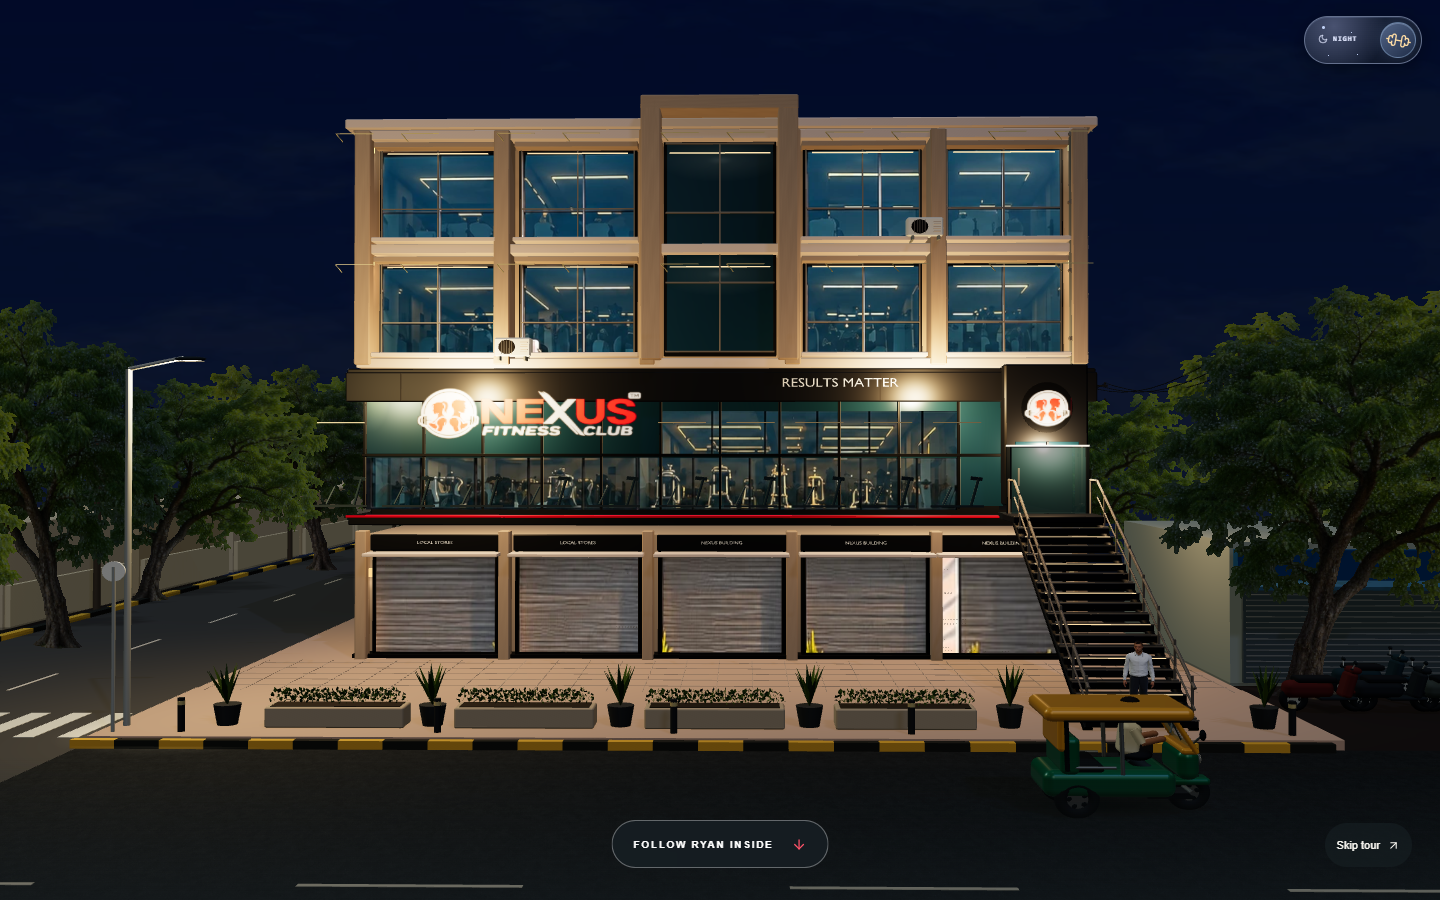 NIGHT
RESULTS MATTER
NEXUS
FITNESS CLUB
LOCAL STORES
LOCAL STORES
NEXUS BUILDING
NEXUS BUILDING
NEXUS
FOLLOW RYAN INSIDE
Skip tour